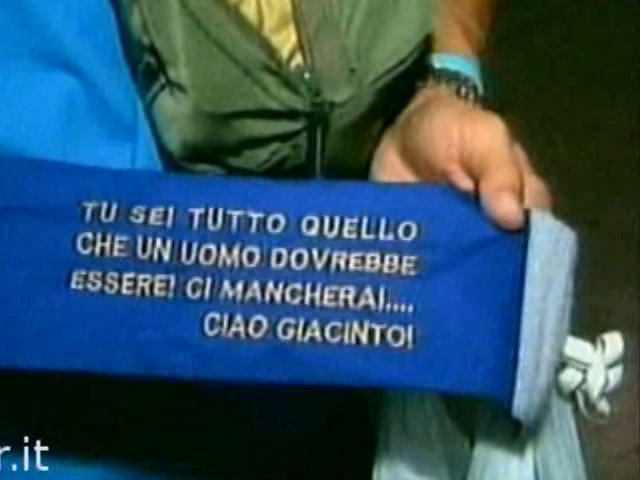 TU SEI TUTTO QUELLO
CHE UN UOMO DOVREBBE
ESSERE! CI MANCHERAI....
CIAO GIACINTO!
r.it